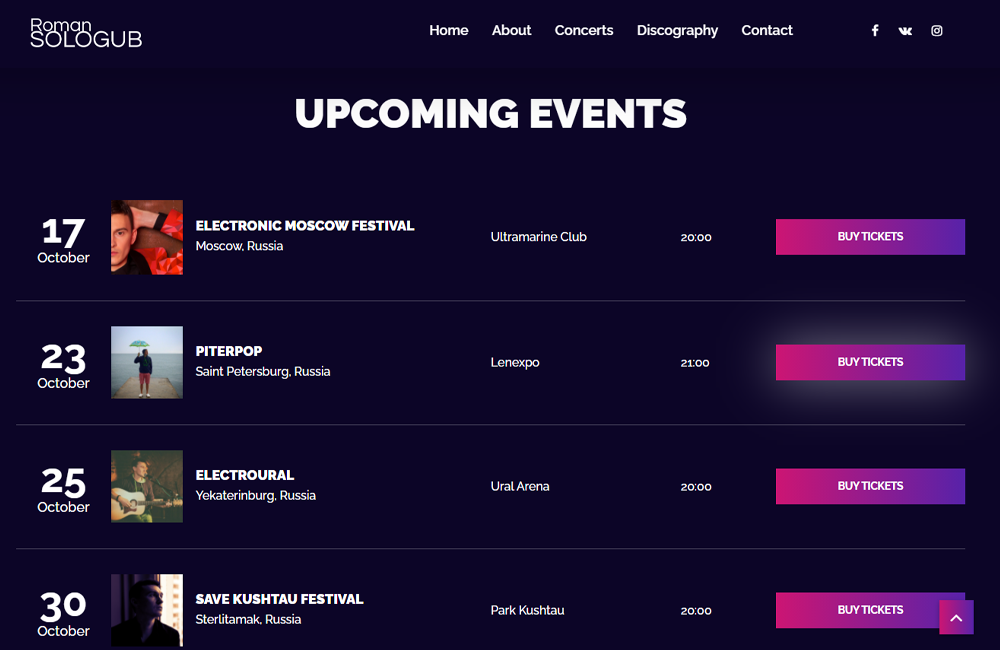 Roman
SOLOGUB
Home About Concerts Discography Contact
UPCOMING EVENTS
17
October
ELECTRONIC MOSCOW FESTIVAL
Moscow, Russia
Ultramarine Club
20:00
BUY TICKETS
23
October
PITERPOP
Saint Petersburg, Russia
Lenexpo
21:00
BUY TICKETS
25
October
ELECTROURAL
Yekaterinburg, Russia
Ural Arena
20:00
BUY TICKETS
30
October
SAVE KUSHTAU FESTIVAL
Sterlitamak, Russia
Park Kushtau
20:00
BUY TICKETS